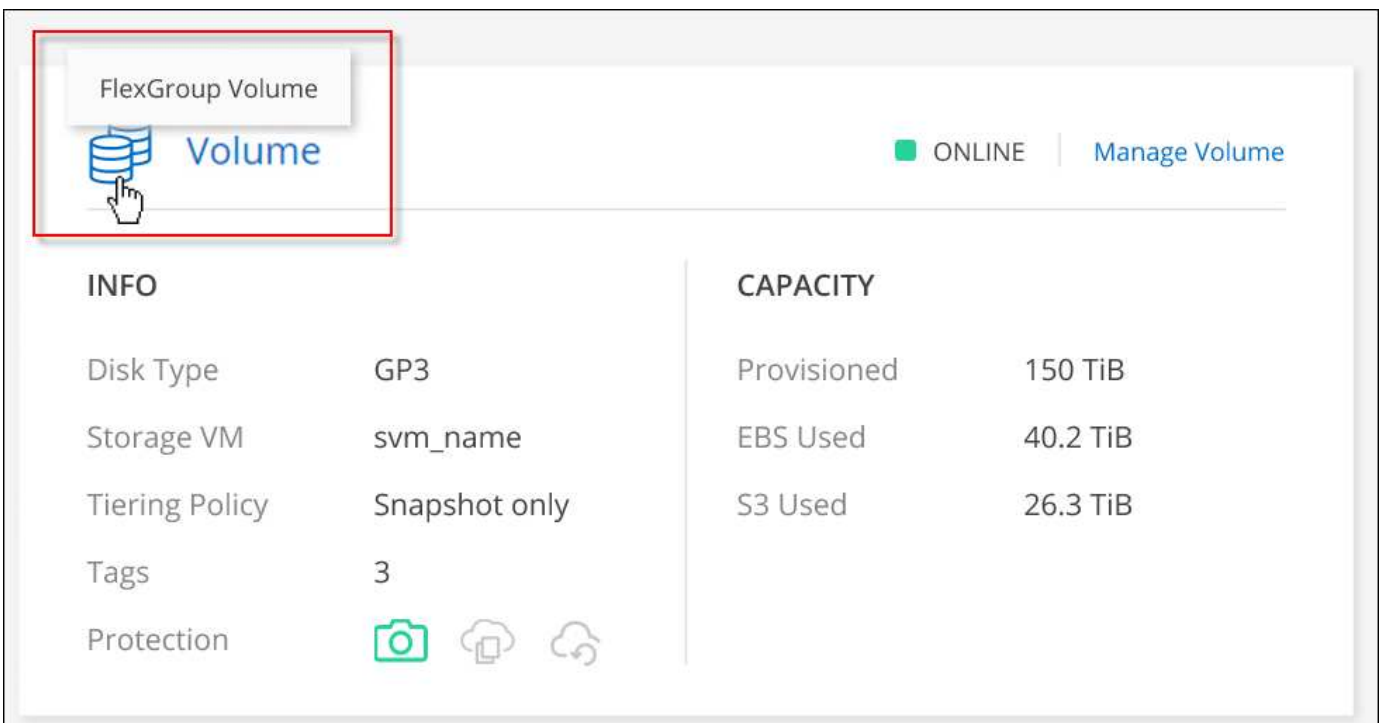 FlexGroup Volume
Volume
ONLINE
Manage Volume
INFO
Disk Type GP3
Storage VM svm_name
Tiering Policy Snapshot only
Tags 3
Protection
CAPACITY
Provisioned 150 TiB
EBS Used 40.2 TiB
S3 Used 26.3 TiB